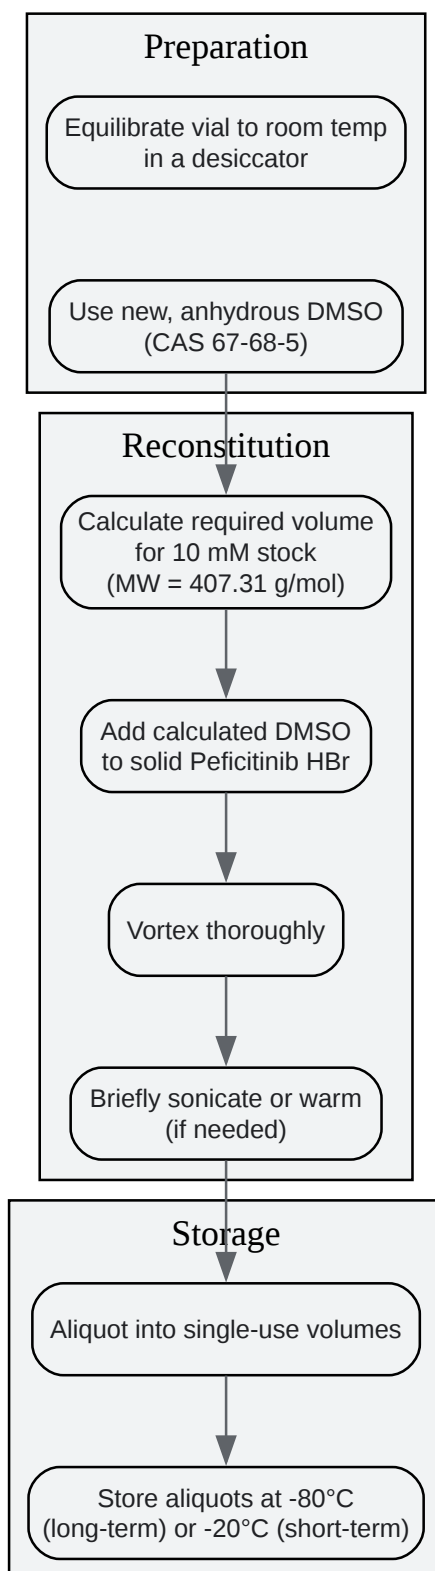 Preparation
Equilibrate vial to room temp
in a desiccator
Use new, anhydrous DMSO
(CAS 67-68-5)
Reconstitution
Calculate required volume
for 10 mM stock
(MW = 407.31 g/mol)
Add calculated DMSO
to solid Peficitinib HBr
Vortex thoroughly
Briefly sonicate or warm
(if needed)
Storage
Aliquot into single-use volumes
Store aliquots at -80°C
(long-term) or -20°C (short-term)